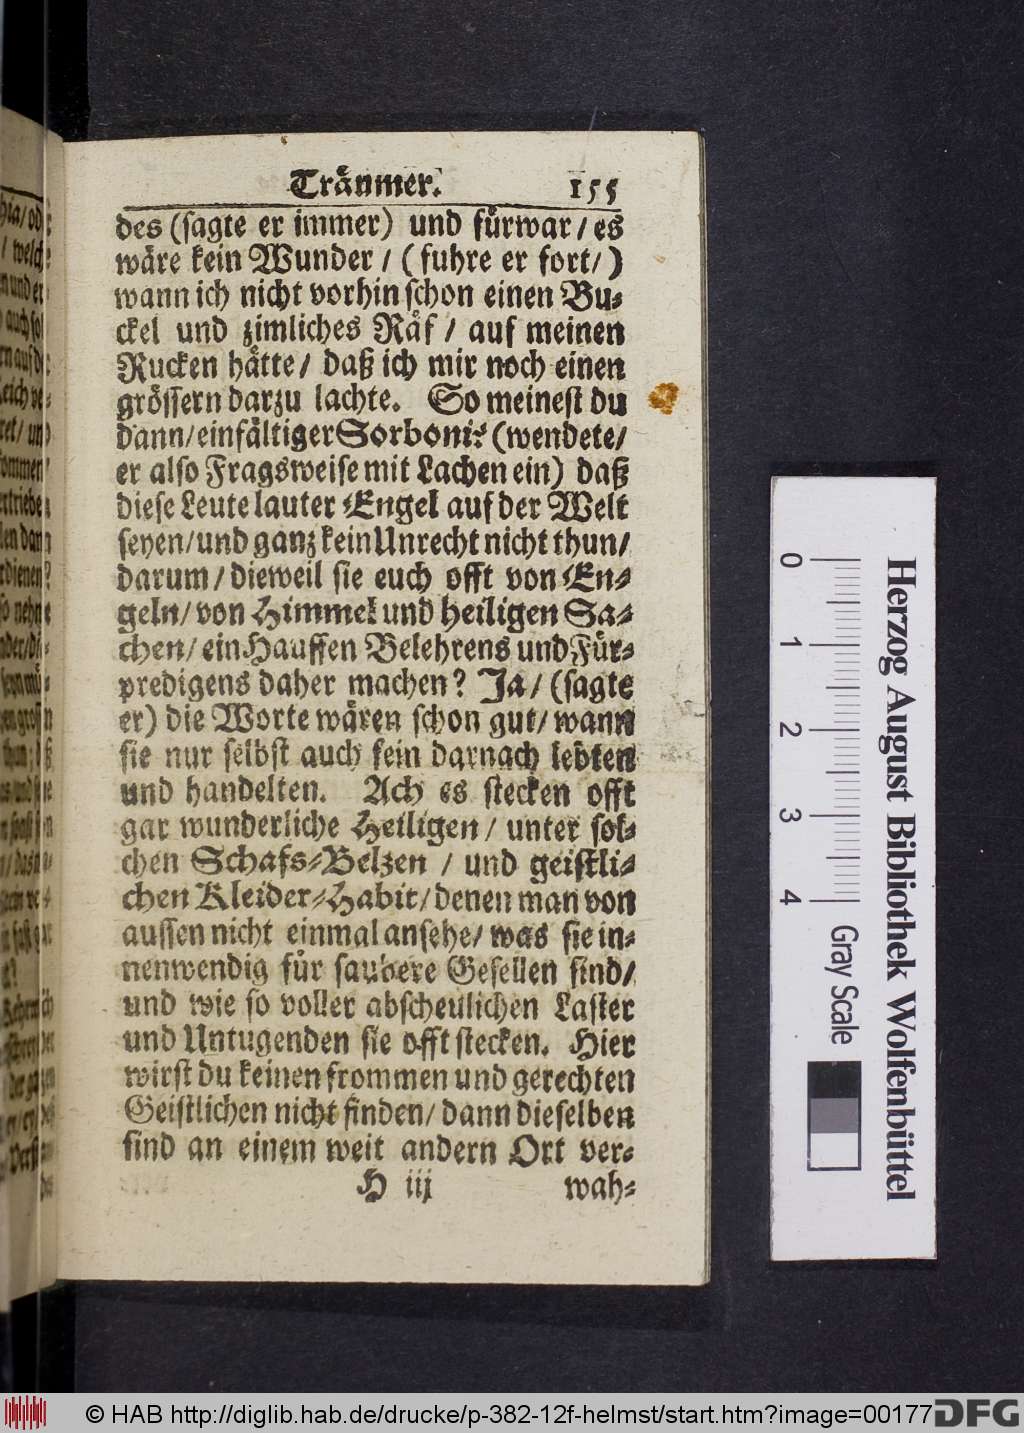 Träumer. 155
des (sagte er immer) und fürwar / es
wäre kein Wunder / ( fuhre er fort/ )
wann ich nicht vorhin schon einen Bu-
ckel und zimliches Räf / auf meinen
Rucken hätte / daß ich mir noch einen
grössern darzu lachte. So meinest du
dann/einfältiger Sorboni? (wendete/
er also Fragsweise mit Lachen ein) daß
diese Leute lauter Engel auf der Welt
seyen/und ganz kein Unrecht nicht thun/
darum / dieweil sie euch offt von En-
geln/ von Himmel und heiligen Sa-
chen/ ein Hauffen Belehrens und Für-
predigens daher machen? Ja/ (sagte
er) die Worte wären schon gut/ wann
sie nur selbst auch fein darnach lebten
und handelten. Ach es stecken offt
gar wunderliche Heiligen / unter sol-
chen Schafs-Belzen / und geistli-
chen Kleider-Habit/denen man von
aussen nicht einmal ansehe/ was sie in-
nenwendig für saubere Gesellen sind/
und wie so voller abscheulichen Laster
und Untugenden sie offt stecken. Hier
wirst du keinen frommen und gerechten
Geistlichen nicht finden/ dann dieselben
sind an einem weit andern Ort ver-
H iij wah-
0 1 2 3 4
Gray Scale
Herzog August Bibliothek Wolfenbüttel
© HAB http://diglib.hab.de/drucke/p-382-12f-helmst/start.htm?image=00177
DFG